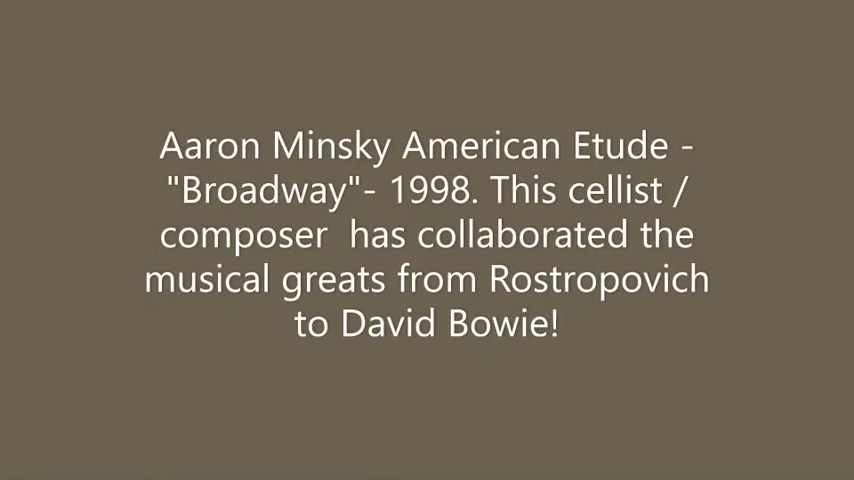 Aaron Minsky American Etude -
"Broadway"- 1998. This cellist /
composer  has collaborated the
musical greats from Rostropovich
to David Bowie!